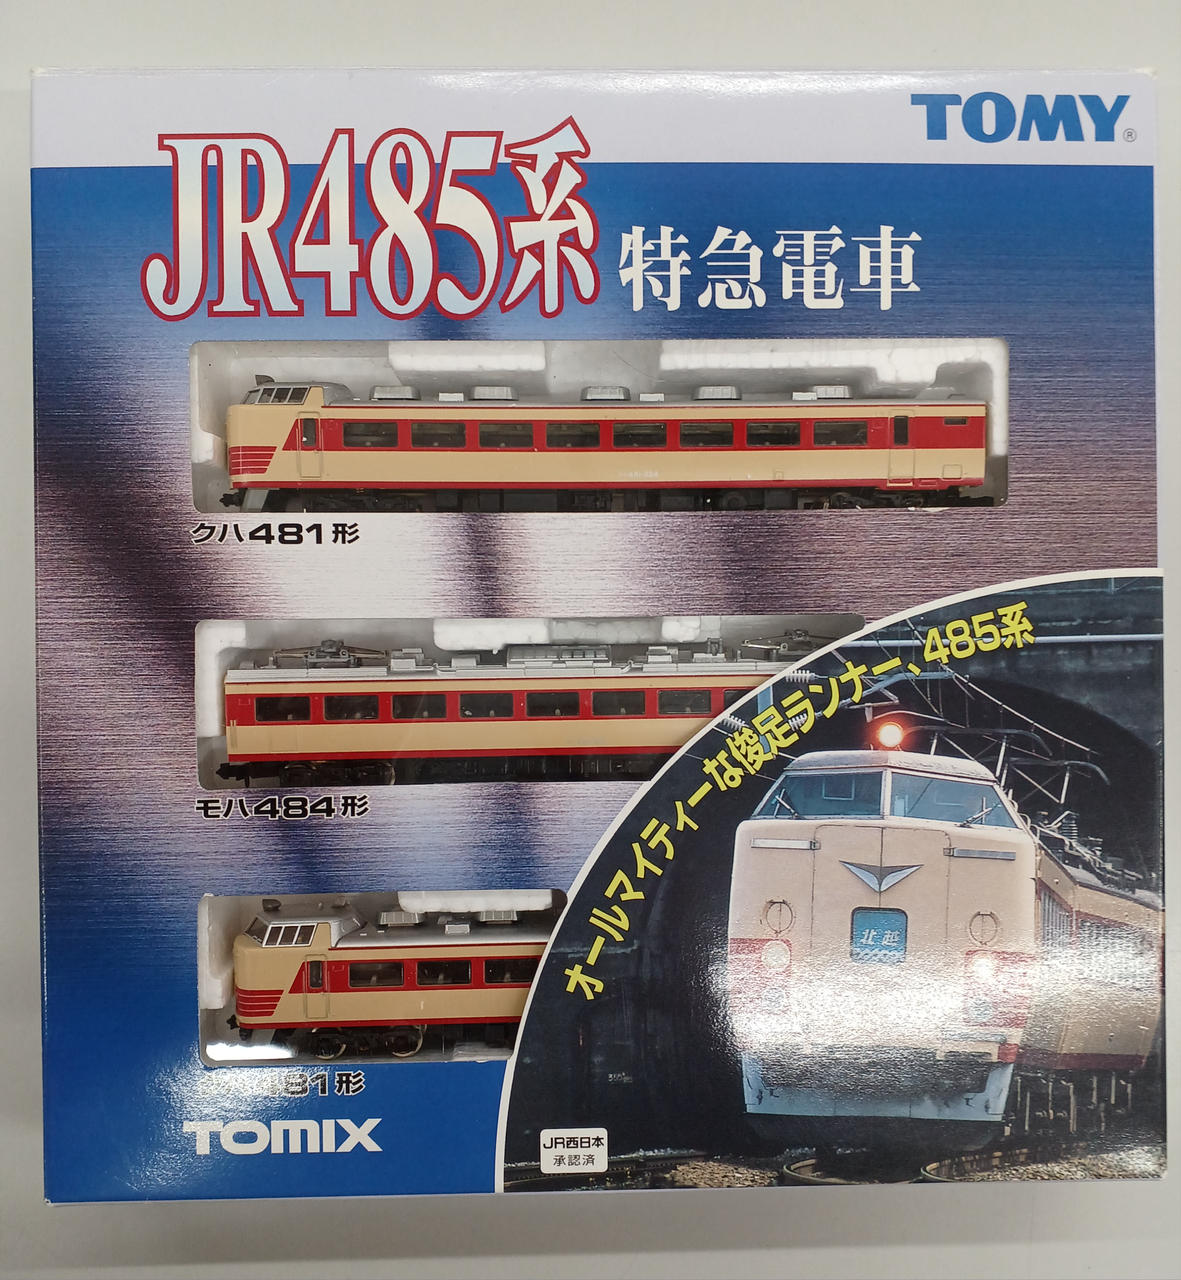 TOMY®
JR485系
特急電車
クハ481形
モハ484形
オールマイティーな俊足ランナー、485系
北越
481形
TOMIX
JR西日本
承認済